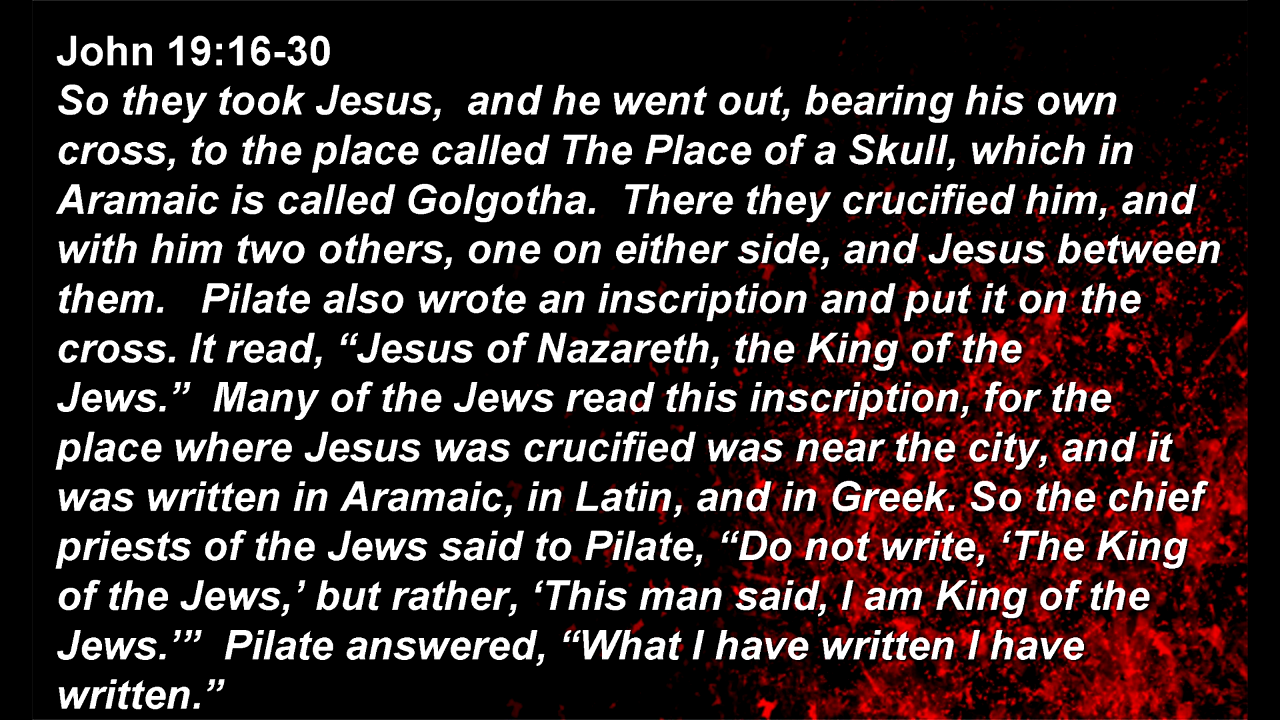 John 19:16-30
So they took Jesus,  and he went out, bearing his own
cross, to the place called The Place of a Skull, which in
Aramaic is called Golgotha.  There they crucified him, and
with him two others, one on either side, and Jesus between
them.   Pilate also wrote an inscription and put it on the
cross. It read, “Jesus of Nazareth, the King of the
Jews.”  Many of the Jews read this inscription, for the
place where Jesus was crucified was near the city, and it
was written in Aramaic, in Latin, and in Greek. So the chief
priests of the Jews said to Pilate, “Do not write, ‘The King
of the Jews,’ but rather, ‘This man said, I am King of the
Jews.’”  Pilate answered, “What I have written I have
written.”